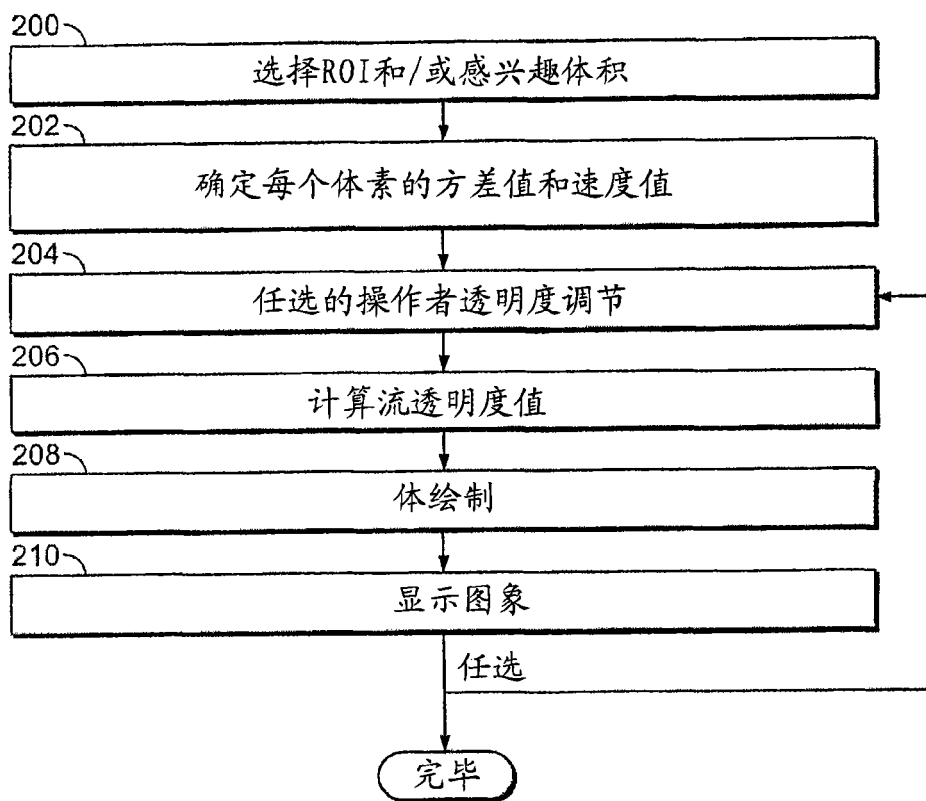 200
选择ROI和/或感兴趣体积
202
确定每个体素的方差值和速度值
204
任选的操作者透明度调节
206
计算流透明度值
208
体绘制
210
显示图象
任选
完毕